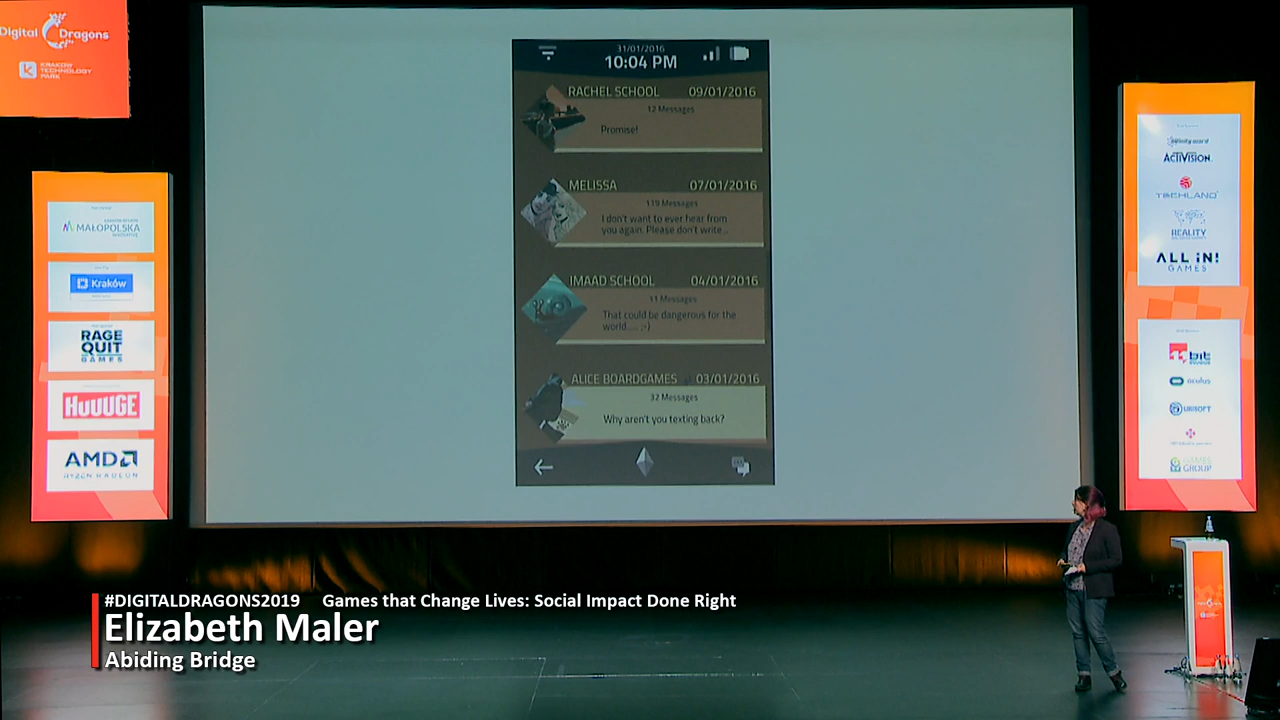 Digital Dragons
KRAKOW
TECHNOLOGY
PARK
MAŁOPOLSKA
Kraków
RAGE
QUIT
GAMES
HUUUGE
AMD
RYZEN RADEON
31/01/2016
10:04 PM
RACHEL SCHOOL 09/01/2016
12 Messages
Promise!
MELISSA 07/01/2016
119 Messages
I don't want to ever hear from
you again. Please don't write...
IMAAD SCHOOL 04/01/2016
11 Messages
That could be dangerous for the
world..... ;-)
ALICE BOARDGAMES 03/01/2016
32 Messages
Why aren't you texting back?
ACTIVISION
TECHLAND
REALITY
ALL iN!
GAMES
11 bit
oculus
UBISOFT
GAMES
GROUP
#DIGITALDRAGONS2019 Games that Change Lives: Social Impact Done Right
Elizabeth Maler
Abiding Bridge